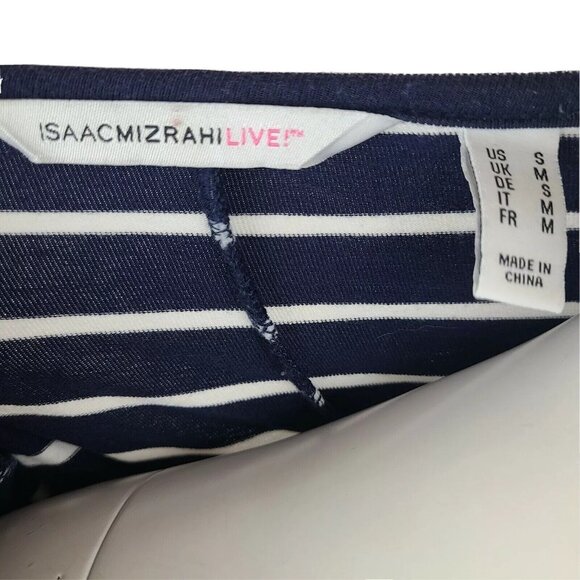 ISAACMIZRAHILIVE!™
US S
UK M
DE S
IT M
FR M
MADE IN
CHINA